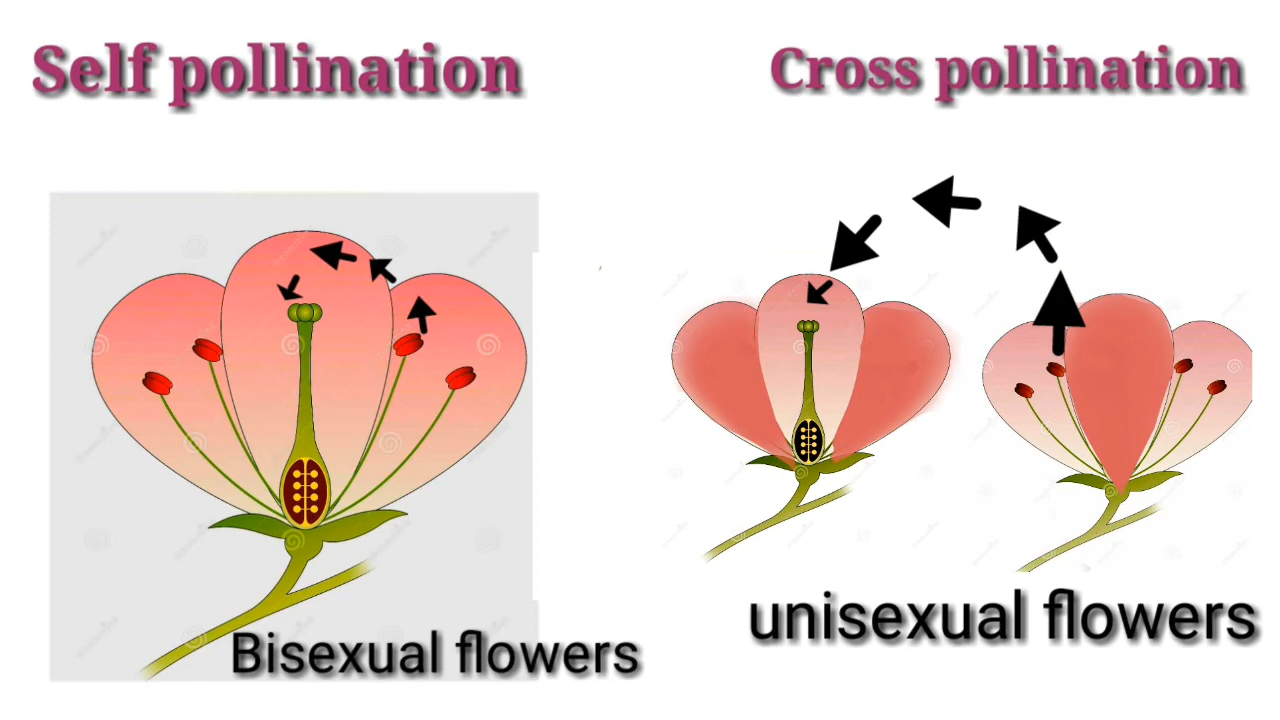 Self pollination
Cross pollination
Bisexual flowers
unisexual flowers